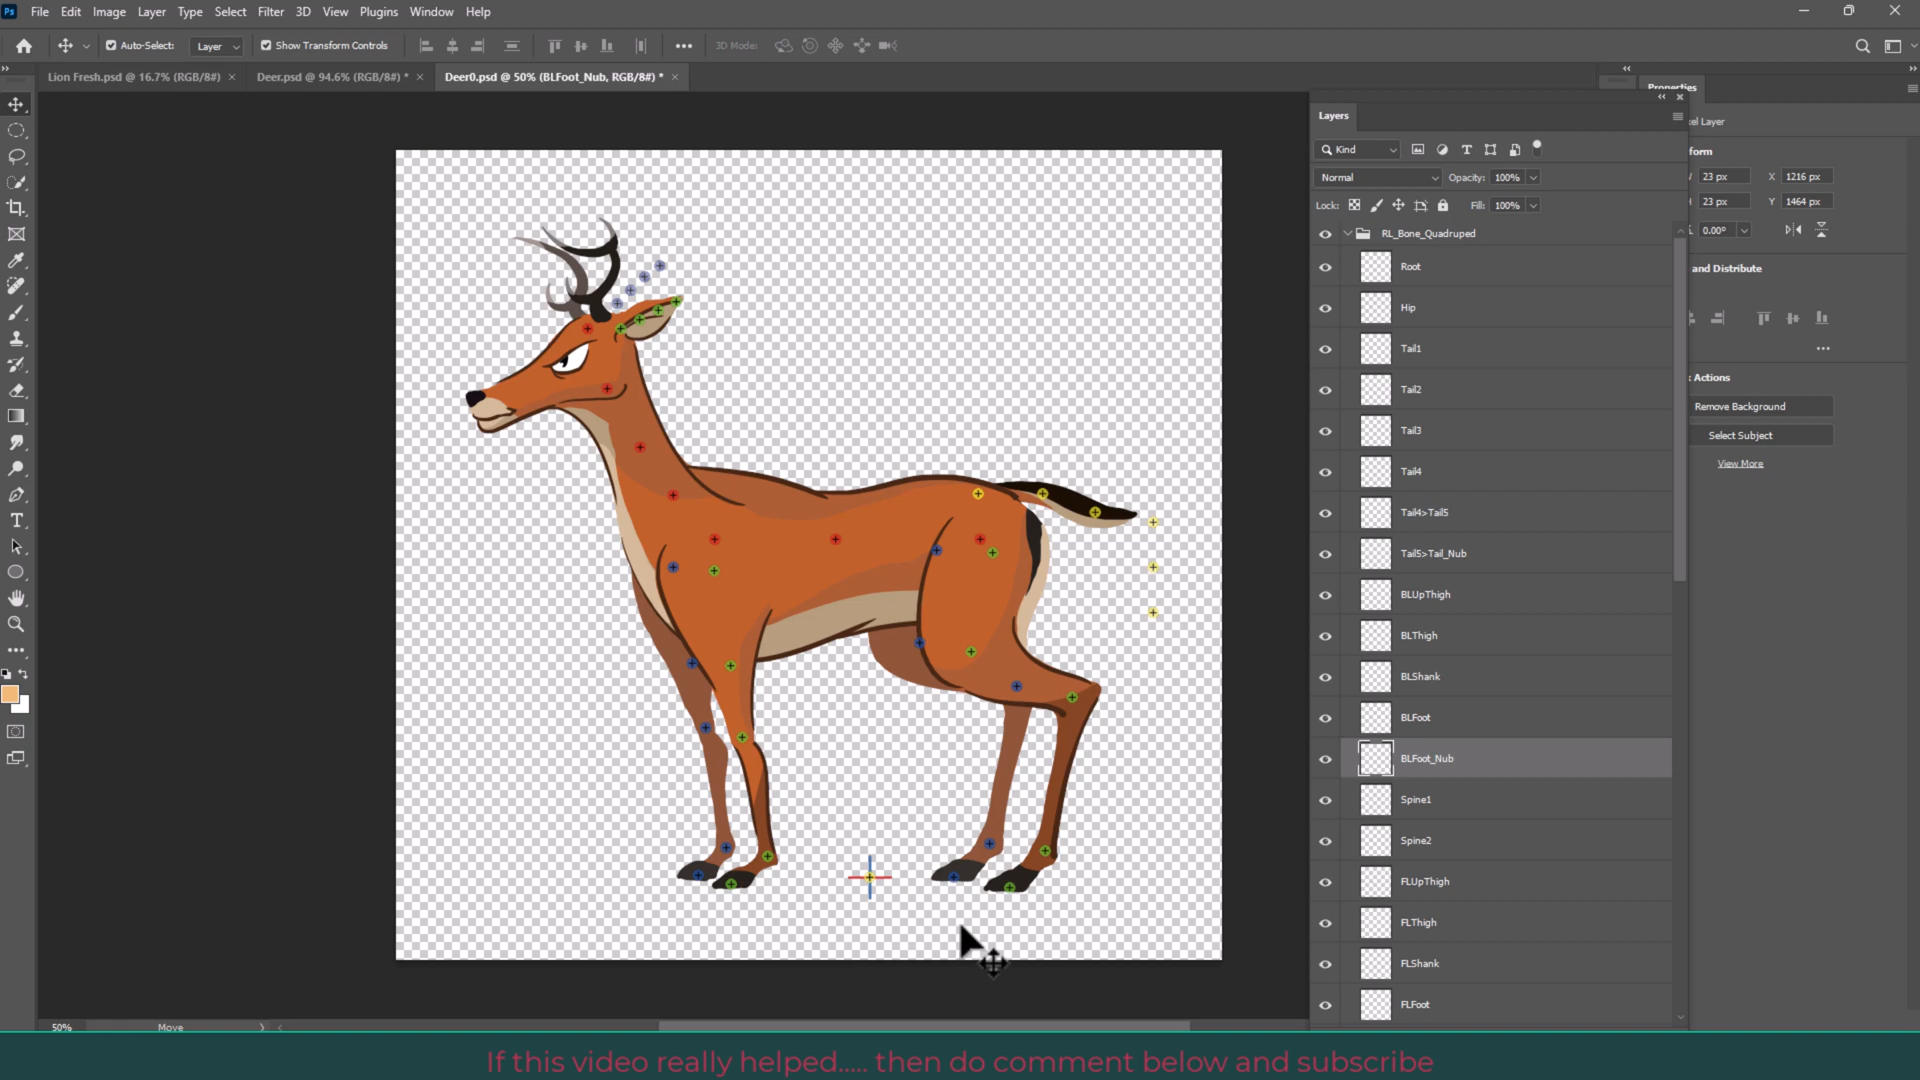 Ps File Edit Image Layer Type Select Filter 3D View Plugins Window Help
Auto-Select: Layer Show Transform Controls 3D Mode:
Lion Fresh.psd @ 16.7% (RGB/8#) × Deer.psd @ 94.6% (RGB/8#) * × Deer0.psd @ 50% (BLFoot_Nub, RGB/8#) * ×
Properties
Layers
el Layer
Kind
form
Normal Opacity: 100%
23 px X 1216 px
Lock: Fill: 100%
H 23 px Y 1464 px
0.00°
RL_Bone_Quadruped
Root
and Distribute
Hip
Tail1
Actions
Tail2
Remove Background
Tail3
Select Subject
View More
Tail4
Tail4>Tail5
Tail5>Tail_Nub
BLUpThigh
BLThigh
BLShank
BLFoot
BLFoot_Nub
Spine1
Spine2
FLUpThigh
FLThigh
FLShank
FLFoot
50% Move
If this video really helped..... then do comment below and subscribe